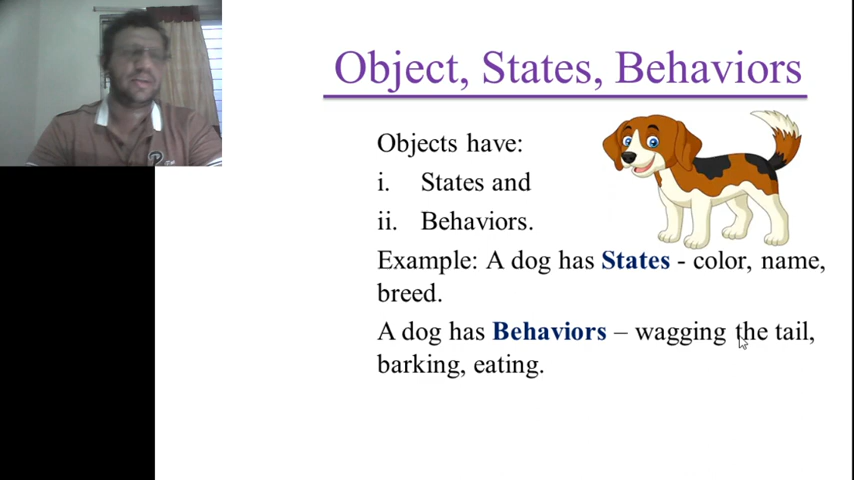 Object, States, Behaviors
Objects have:
i. States and
ii. Behaviors.
Example: A dog has States - color, name,
breed.
A dog has Behaviors – wagging the tail,
barking, eating.